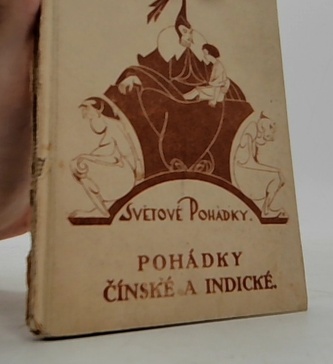 SVĚTOVÉ POHÁDKY.
POHÁDKY
ČÍNSKÉ A INDICKÉ.